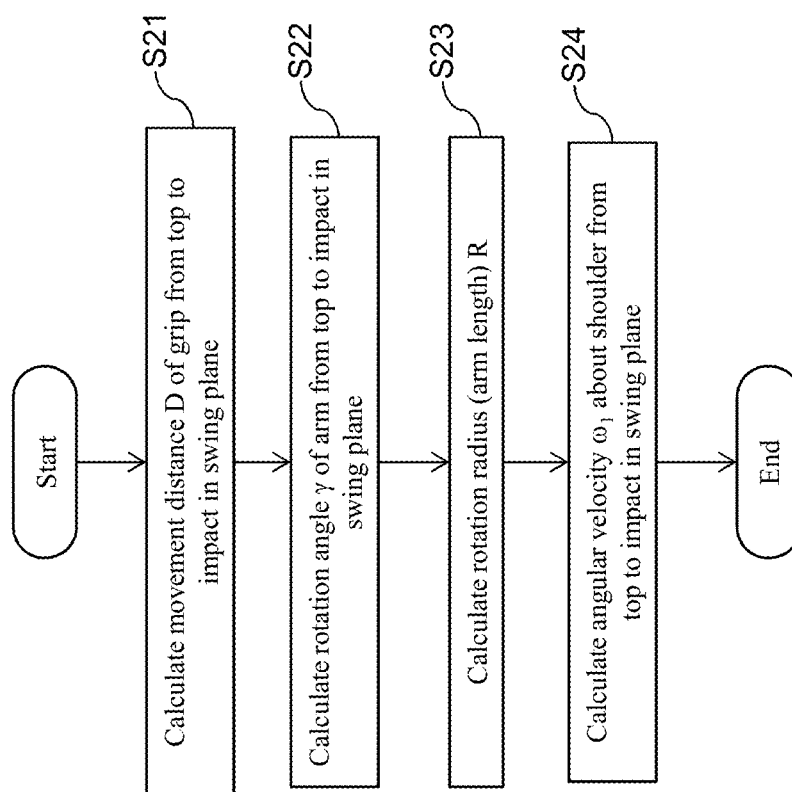 Start
Calculate movement distance D of grip from top to
impact in swing plane
S21
Calculate rotation angle γ of arm from top to impact in
swing plane
S22
Calculate rotation radius (arm length) R
S23
Calculate angular velocity ω₁ about shoulder from
top to impact in swing plane
S24
End